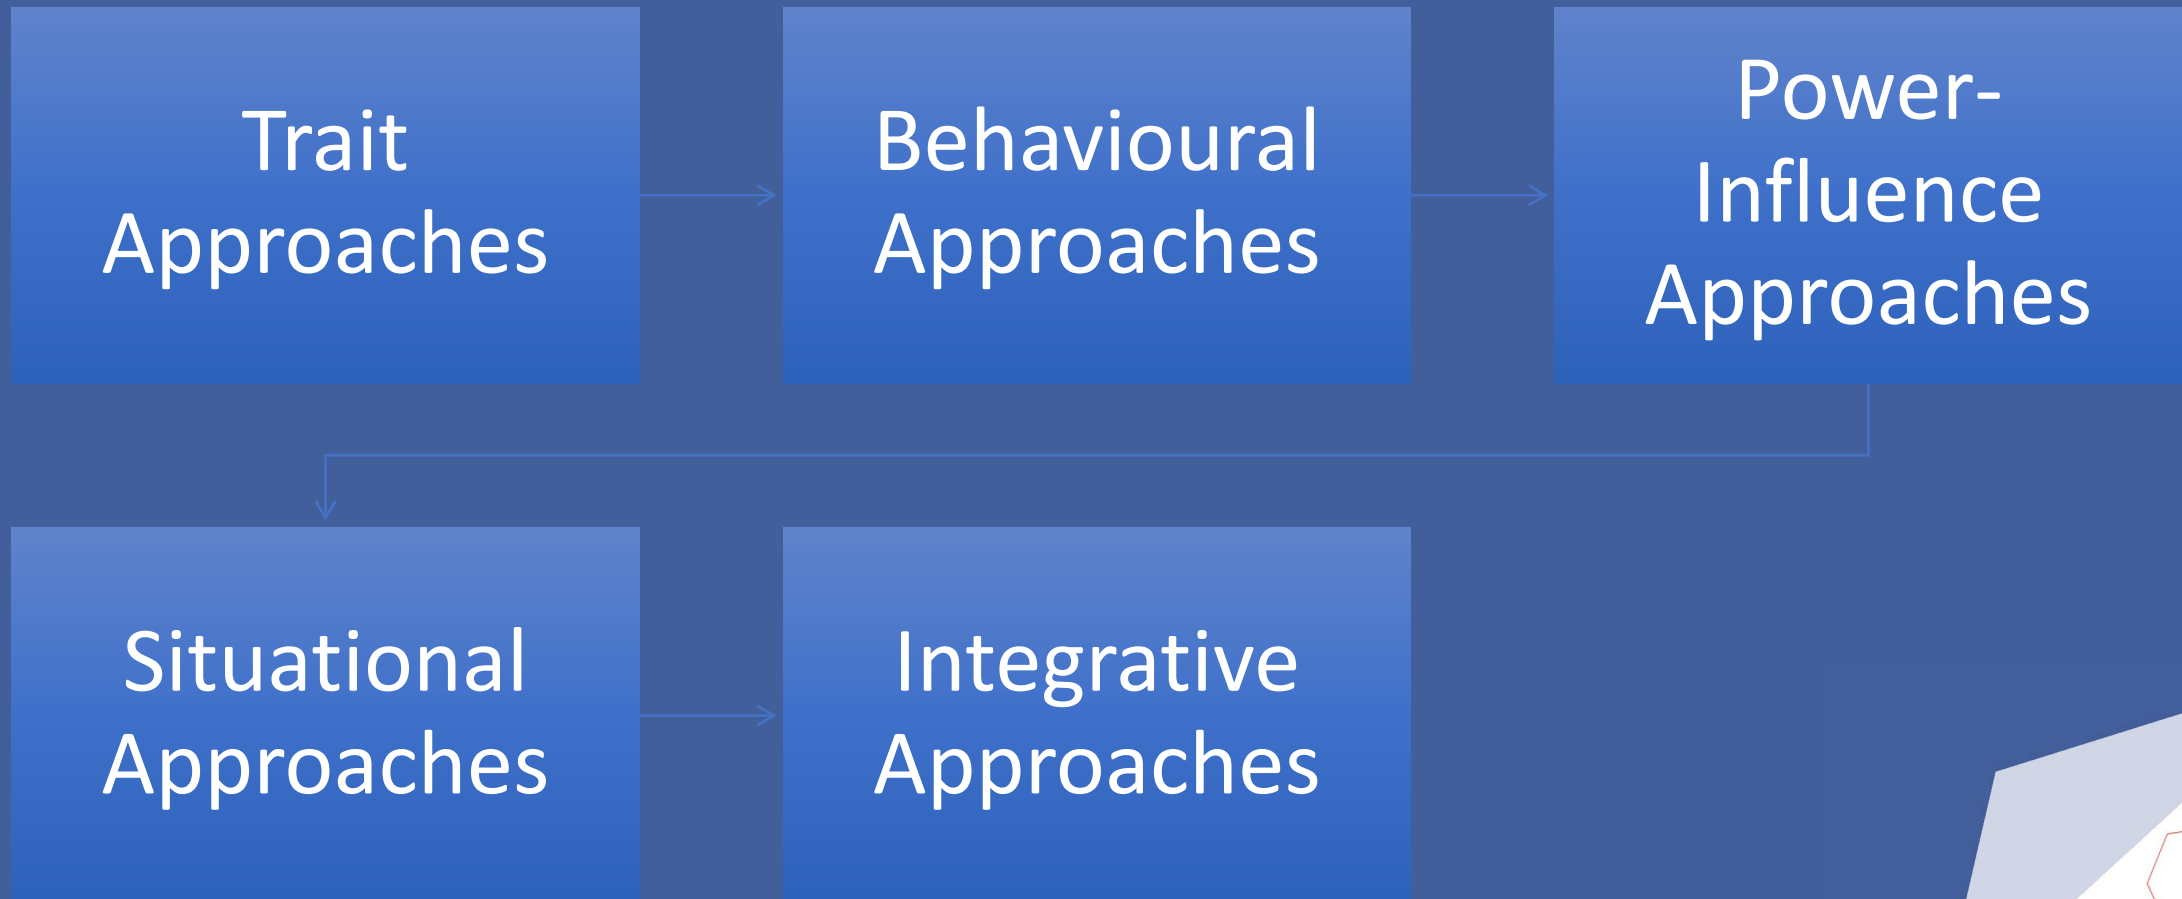 Trait
Approaches
Behavioural
Approaches
Power-
Influence
Approaches
Situational
Approaches
Integrative
Approaches